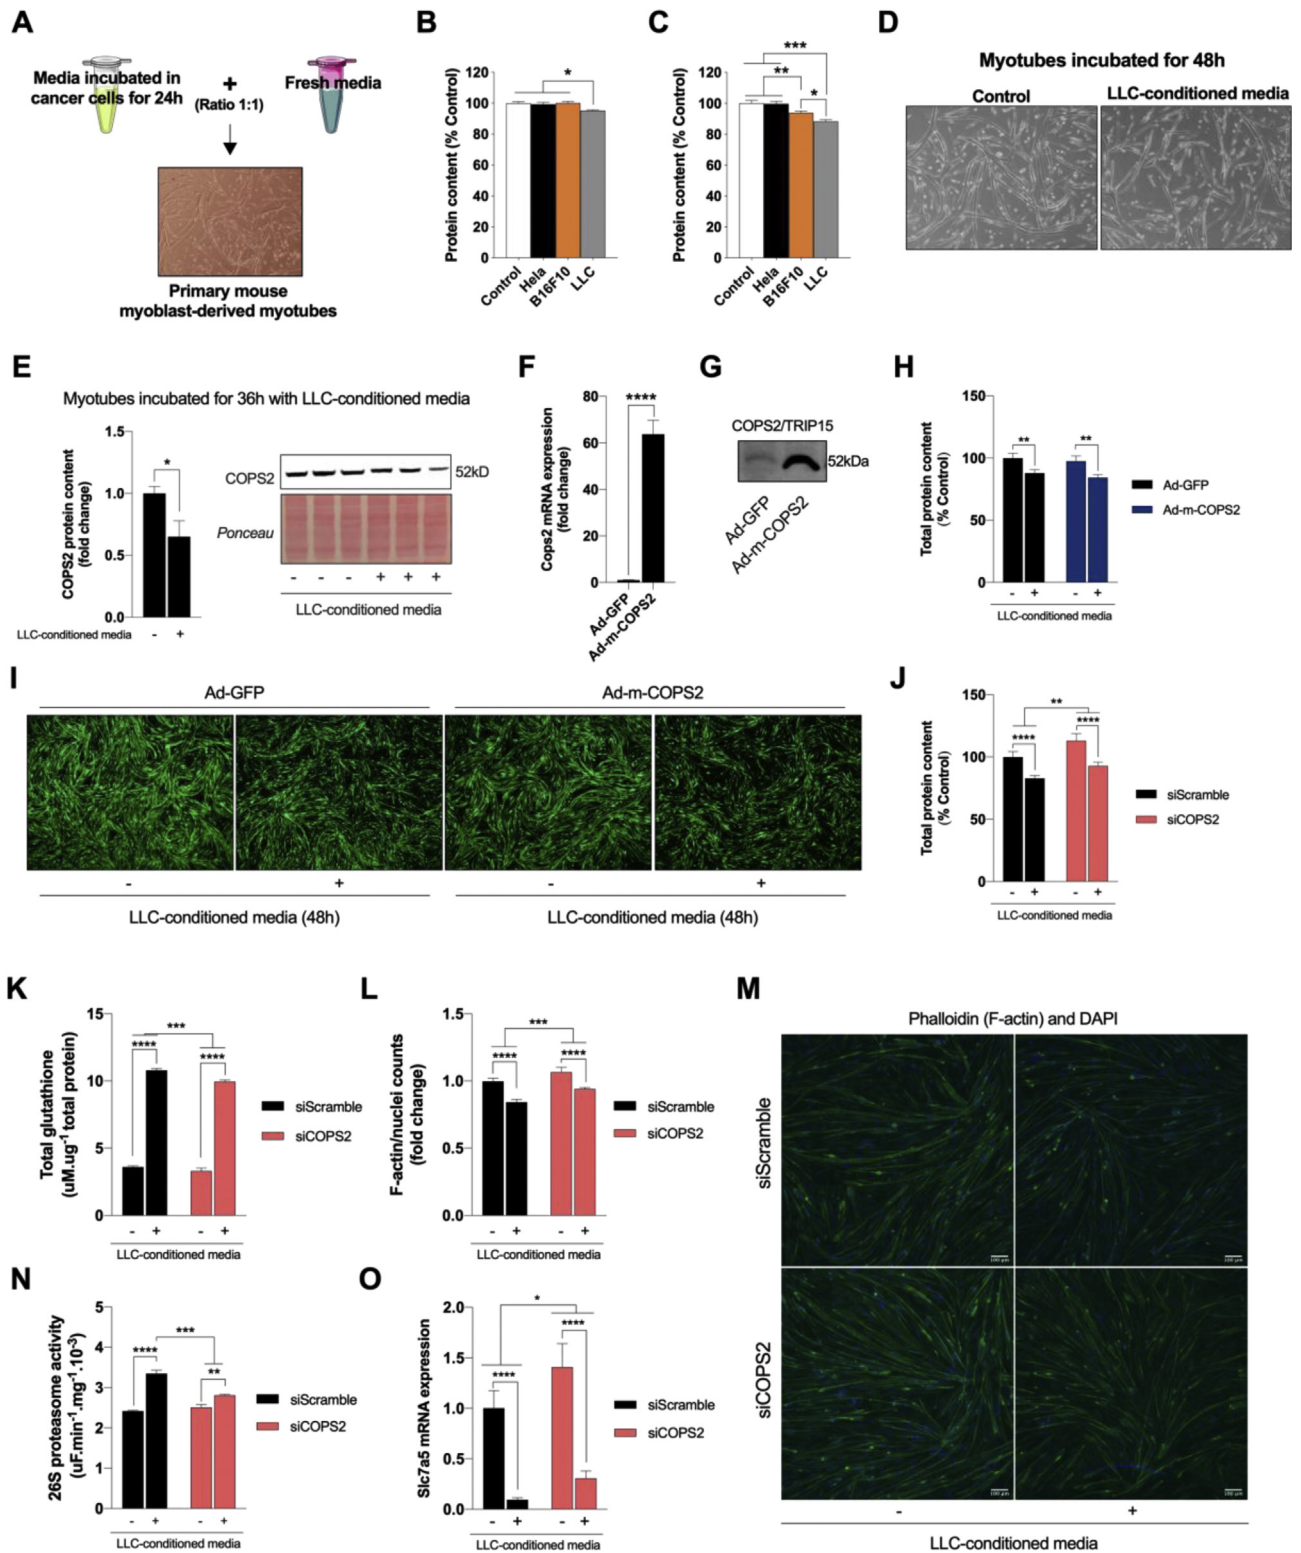 A
Media incubated in
cancer cells for 24h
+
(Ratio 1:1)
Fresh media
Primary mouse
myoblast-derived myotubes
B
Protein content (% Control)
120
100
80
60
40
20
0
*
Control
Hela
B16F10
LLC
C
Protein content (% Control)
120
100
80
60
40
20
0
***
**
*
Control
Hela
B16F10
LLC
D
Myotubes incubated for 48h
Control
LLC-conditioned media
E
Myotubes incubated for 36h with LLC-conditioned media
COPS2 protein content
(fold change)
1.5
1.0
0.5
0.0
*
LLC-conditioned media - +
COPS2
52kD
Ponceau
- - - + + +
LLC-conditioned media
F
Cops2 mRNA expression
(fold change)
80
60
40
20
0
****
Ad-GFP
Ad-m-COPS2
G
COPS2/TRIP15
52kDa
Ad-GFP
Ad-m-COPS2
H
Total protein content
(% Control)
150
100
50
0
** **
- + - +
LLC-conditioned media
Ad-GFP
Ad-m-COPS2
I
Ad-GFP
Ad-m-COPS2
- + - +
LLC-conditioned media (48h)
LLC-conditioned media (48h)
J
Total protein content
(% Control)
150
100
50
0
**
**** ****
- + - +
LLC-conditioned media
siScramble
siCOPS2
K
Total glutathione
(uM.ug-1 total protein)
15
10
5
0
***
**** ****
- + - +
LLC-conditioned media
siScramble
siCOPS2
L
F-actin/nuclei counts
(fold change)
1.5
1.0
0.5
0.0
***
**** ****
- + - +
LLC-conditioned media
siScramble
siCOPS2
M
Phalloidin (F-actin) and DAPI
siScramble
siCOPS2
100 µm
100 µm
100 µm
100 µm
- +
LLC-conditioned media
N
26S proteasome activity
(uF.min-1.mg-1.10-3)
5
4
3
2
1
0
***
**** **
- + - +
LLC-conditioned media
siScramble
siCOPS2
O
Slc7a5 mRNA expression
2.0
1.5
1.0
0.5
0.0
*
**** ****
- + - +
LLC-conditioned media
siScramble
siCOPS2